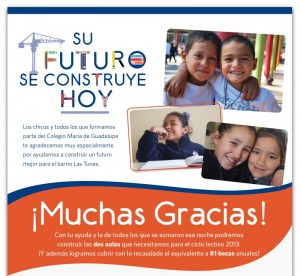 SU
FUTURO
SE CONSTRUYE
HOY
Los chicos y todos los que formamos
parte del Colegio María de Guadalupe
te agradecemos muy especialmente
por ayudarnos a construir un futuro
mejor para el barrio Las Tunas.
¡Muchas Gracias!
Con tu ayuda y la de todos los que se sumaron esa noche podremos
construir las dos aulas que necesitamos para el ciclo lectivo 2013.
¡Y además logramos cubrir con lo recaudado el equivalente a 81 becas anuales!